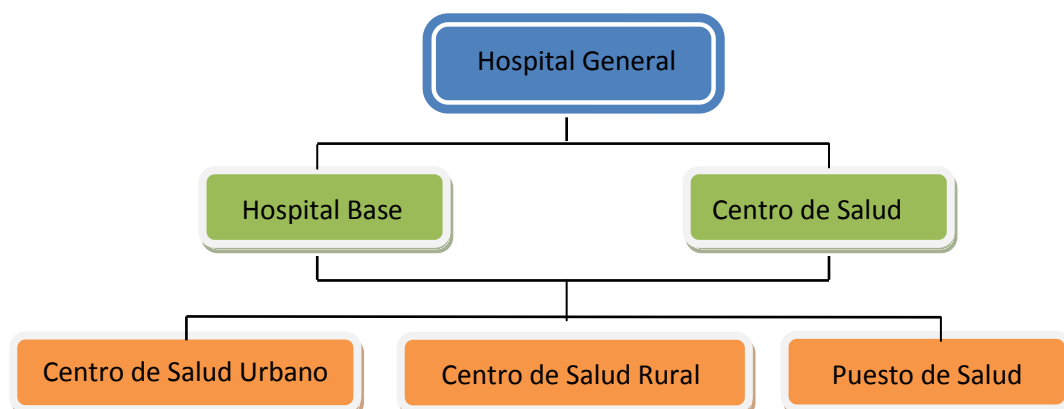 Hospital General
Hospital Base
Centro de Salud
Centro de Salud Urbano
Centro de Salud Rural
Puesto de Salud